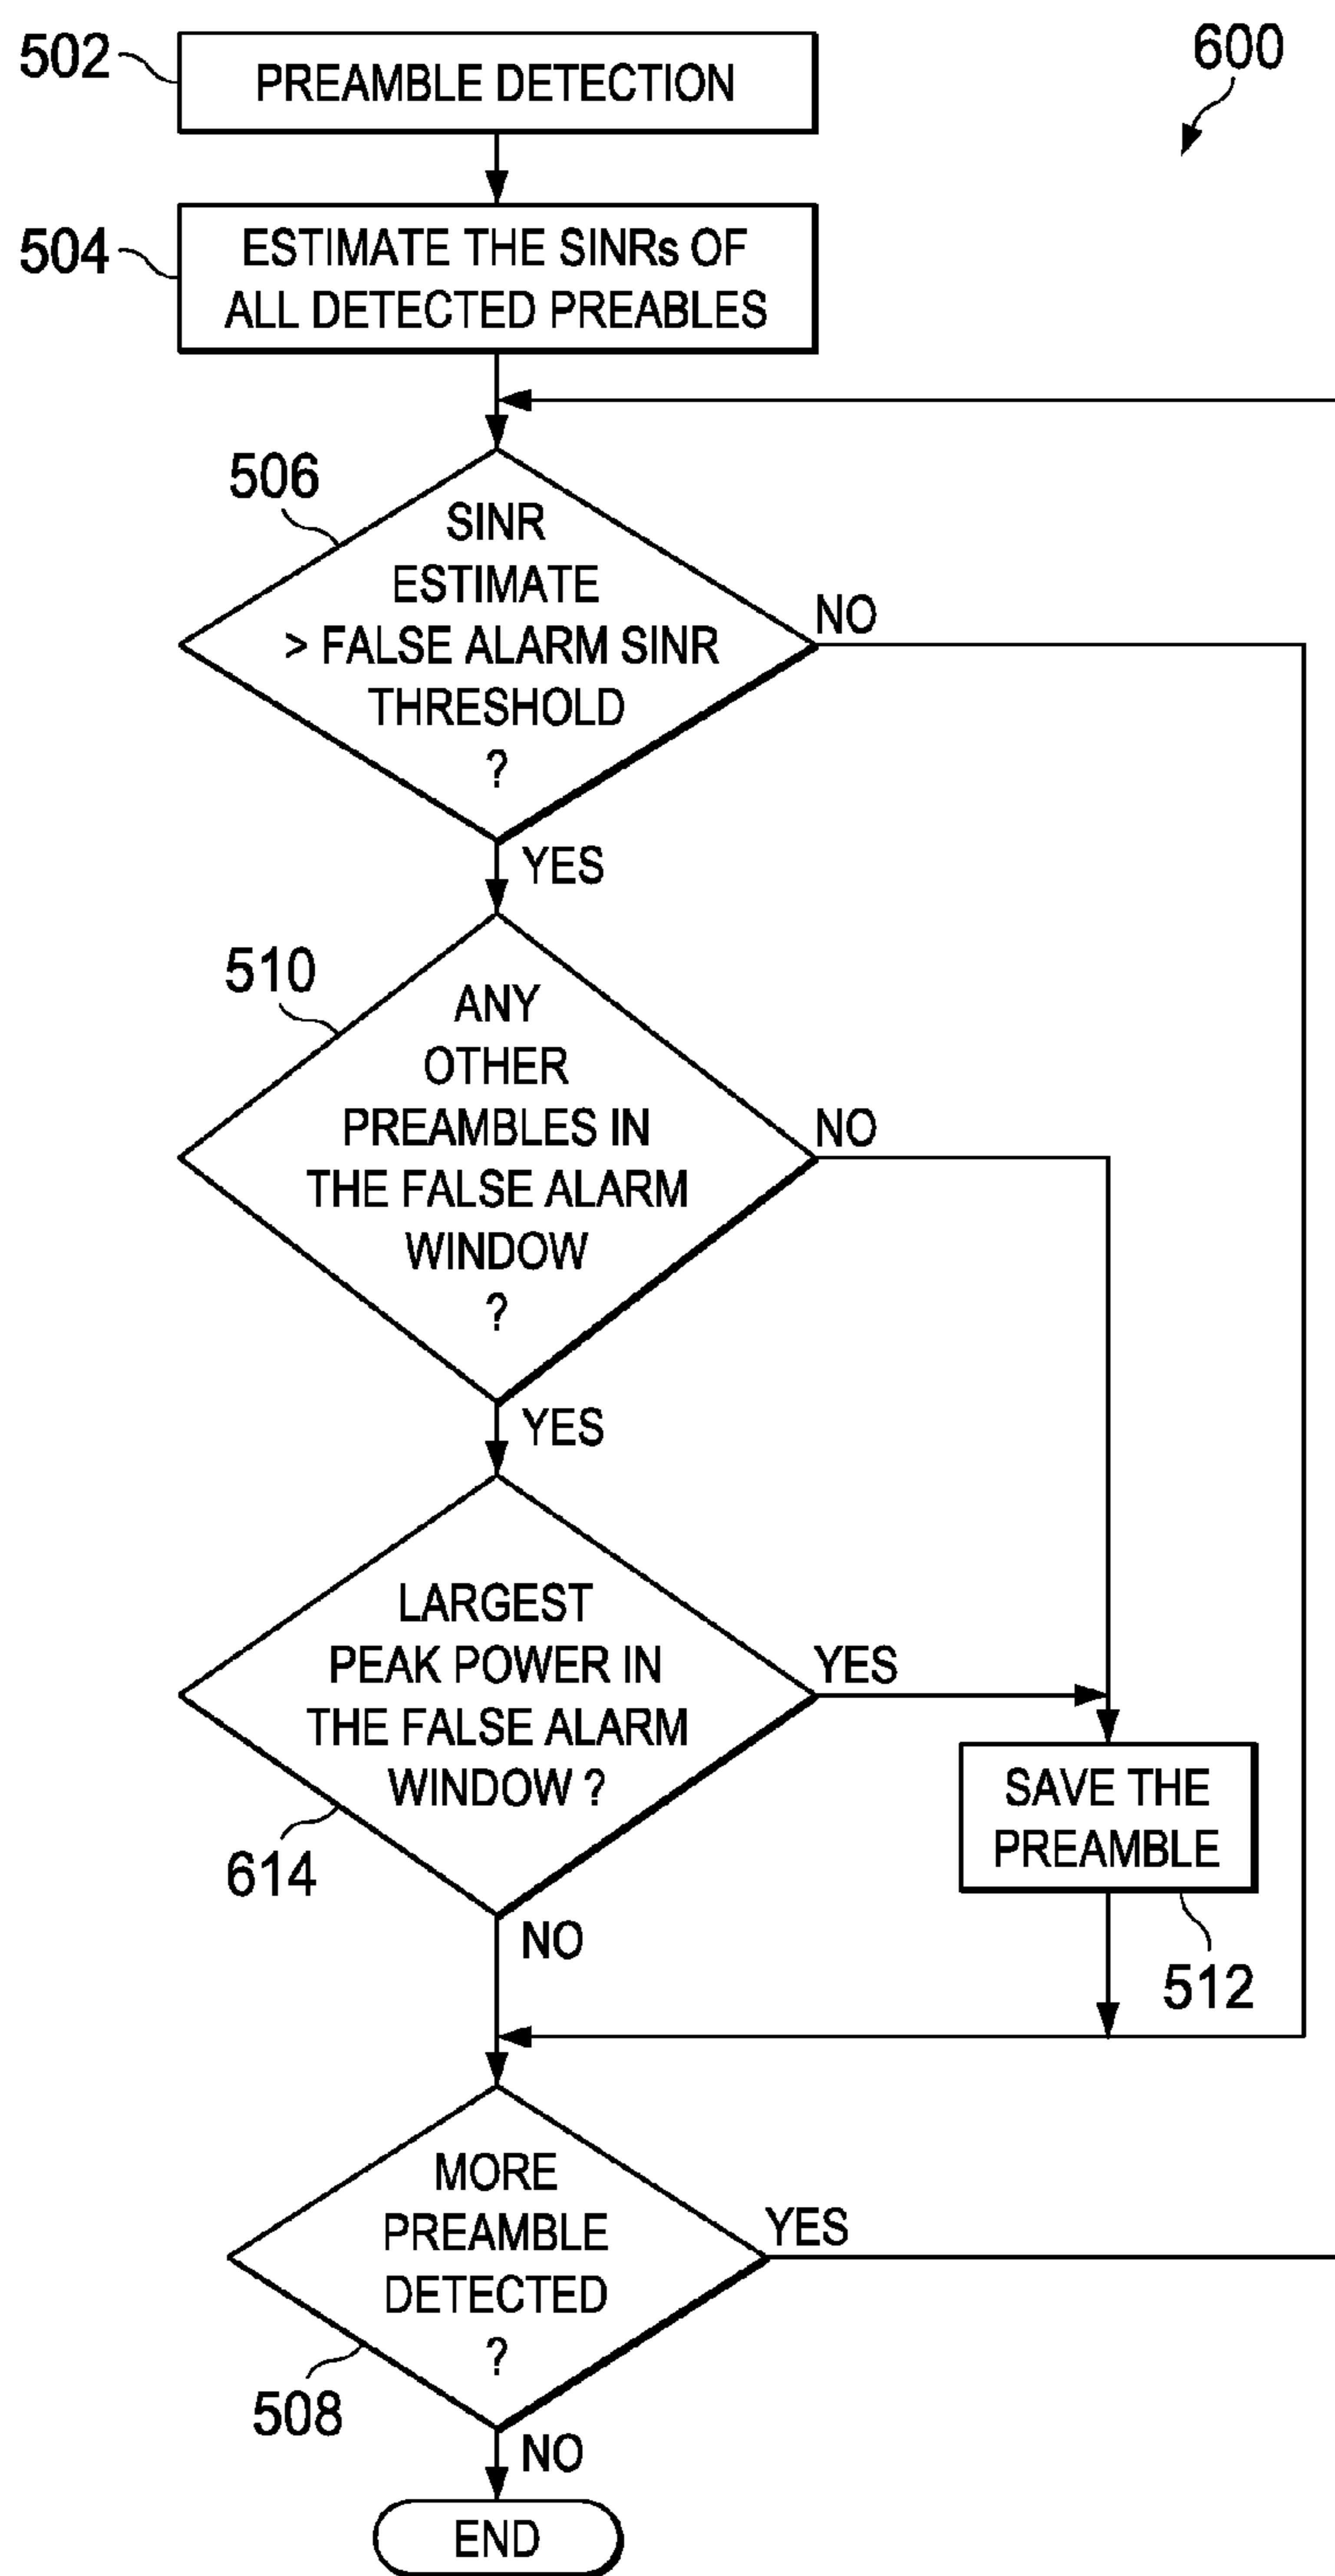 502
PREAMBLE DETECTION
600
504
ESTIMATE THE SINRs OF
ALL DETECTED PREABLES
506
SINR
ESTIMATE
> FALSE ALARM SINR
THRESHOLD
?
NO
YES
510
ANY
OTHER
PREAMBLES IN
THE FALSE ALARM
WINDOW
?
NO
YES
LARGEST
PEAK POWER IN
THE FALSE ALARM
WINDOW ?
YES
614
NO
SAVE THE
PREAMBLE
512
MORE
PREAMBLE
DETECTED
?
YES
508
NO
END